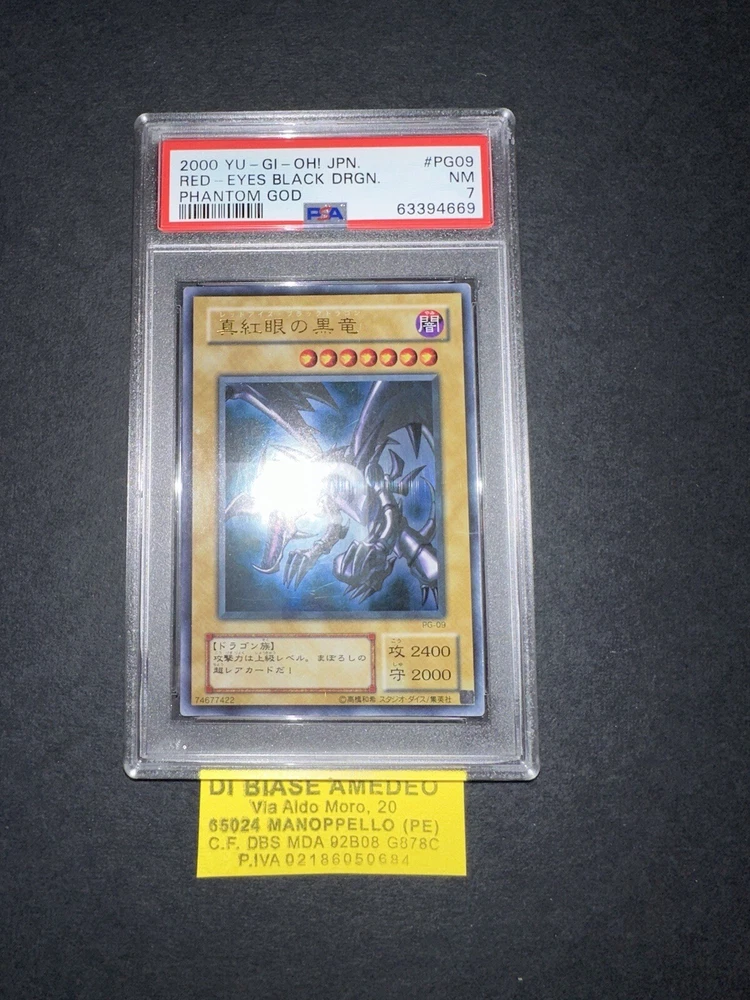 2000 YU-GI-OH! JPN. #PG09
RED-EYES BLACK DRGN. NM
PHANTOM GOD 7
PSA 63394669
真紅眼の黒竜 闇
PG-09
【ドラゴン族】
攻撃力は上級レベル。まぼろしの
超レアカードだ!
攻 2400
守 2000
74677422 ©高橋和希 スタジオ・ダイス/集英社
DI BIASE AMEDEO
Via Aldo Moro, 20
65024 MANOPPELLO (PE)
C.F. DBS MDA 92B08 G878C
P.IVA 02186050684